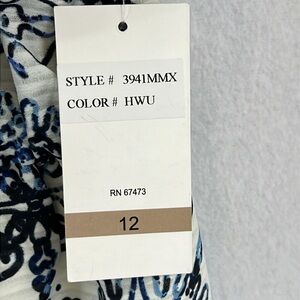 STYLE # 3941MMX
COLOR # HWU
RN 67473
12